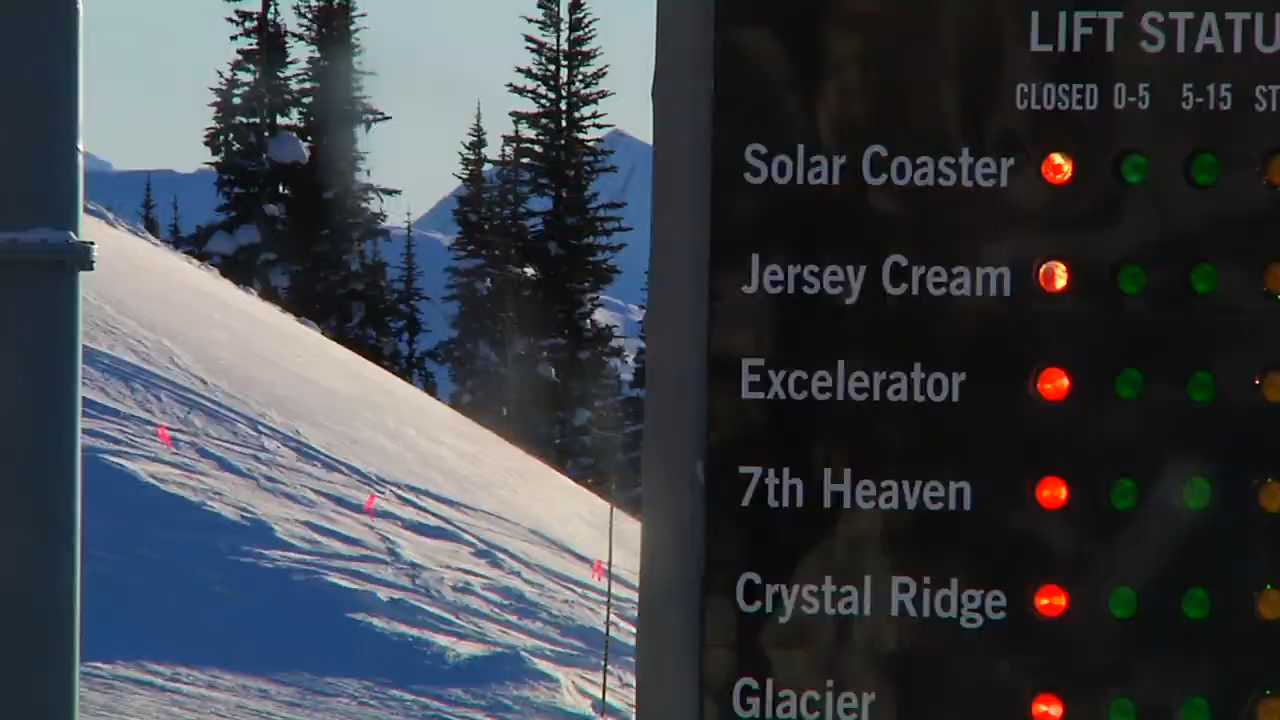 LIFT STATU
CLOSED 0-5 5-15 ST
Solar Coaster
Jersey Cream
Excelerator
7th Heaven
Crystal Ridge
Glacier